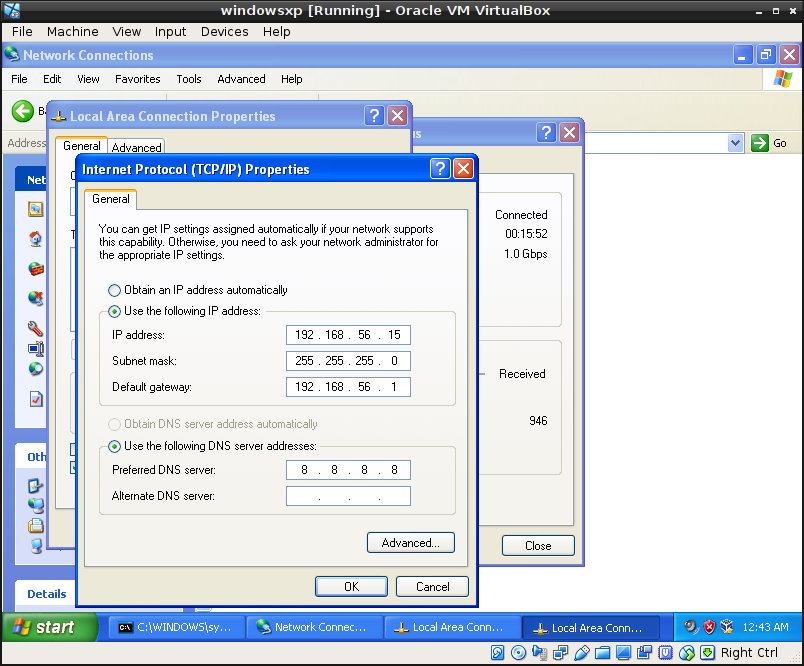 windowsxp [Running] - Oracle VM VirtualBox
File Machine View Input Devices Help
Network Connections
File Edit View Favorites Tools Advanced Help
Local Area Connection Properties
Address
Go
General Advanced
Internet Protocol (TCP/IP) Properties
General
You can get IP settings assigned automatically if your network supports
this capability. Otherwise, you need to ask your network administrator for
the appropriate IP settings.
Obtain an IP address automatically
Use the following IP address:
IP address: 192 . 168 . 56 . 15
Subnet mask: 255 . 255 . 255 . 0
Default gateway: 192 . 168 . 56 . 1
Obtain DNS server address automatically
Use the following DNS server addresses:
Preferred DNS server: 8 . 8 . 8 . 8
Alternate DNS server: . . .
Advanced...
OK Cancel
Connected
00:15:52
1.0 Gbps
Received
946
Close
Net
Oth
Details
start
C:\WINDOWS\sy...
Network Connec...
Local Area Conn...
Local Area Conn...
12:43 AM
Right Ctrl